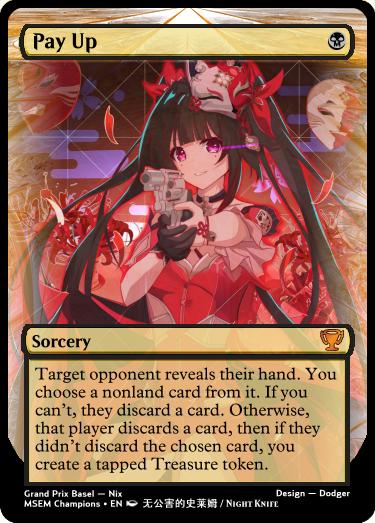 Pay Up
Sorcery
Target opponent reveals their hand. You
choose a nonland card from it. If you
can't, they discard a card. Otherwise,
that player discards a card, then if they
didn't discard the chosen card, you
create a tapped Treasure token.
Grand Prix Basel — Nix
Design — Dodger
MSEM Champions • EN 无公害的史莱姆 / Night Knife